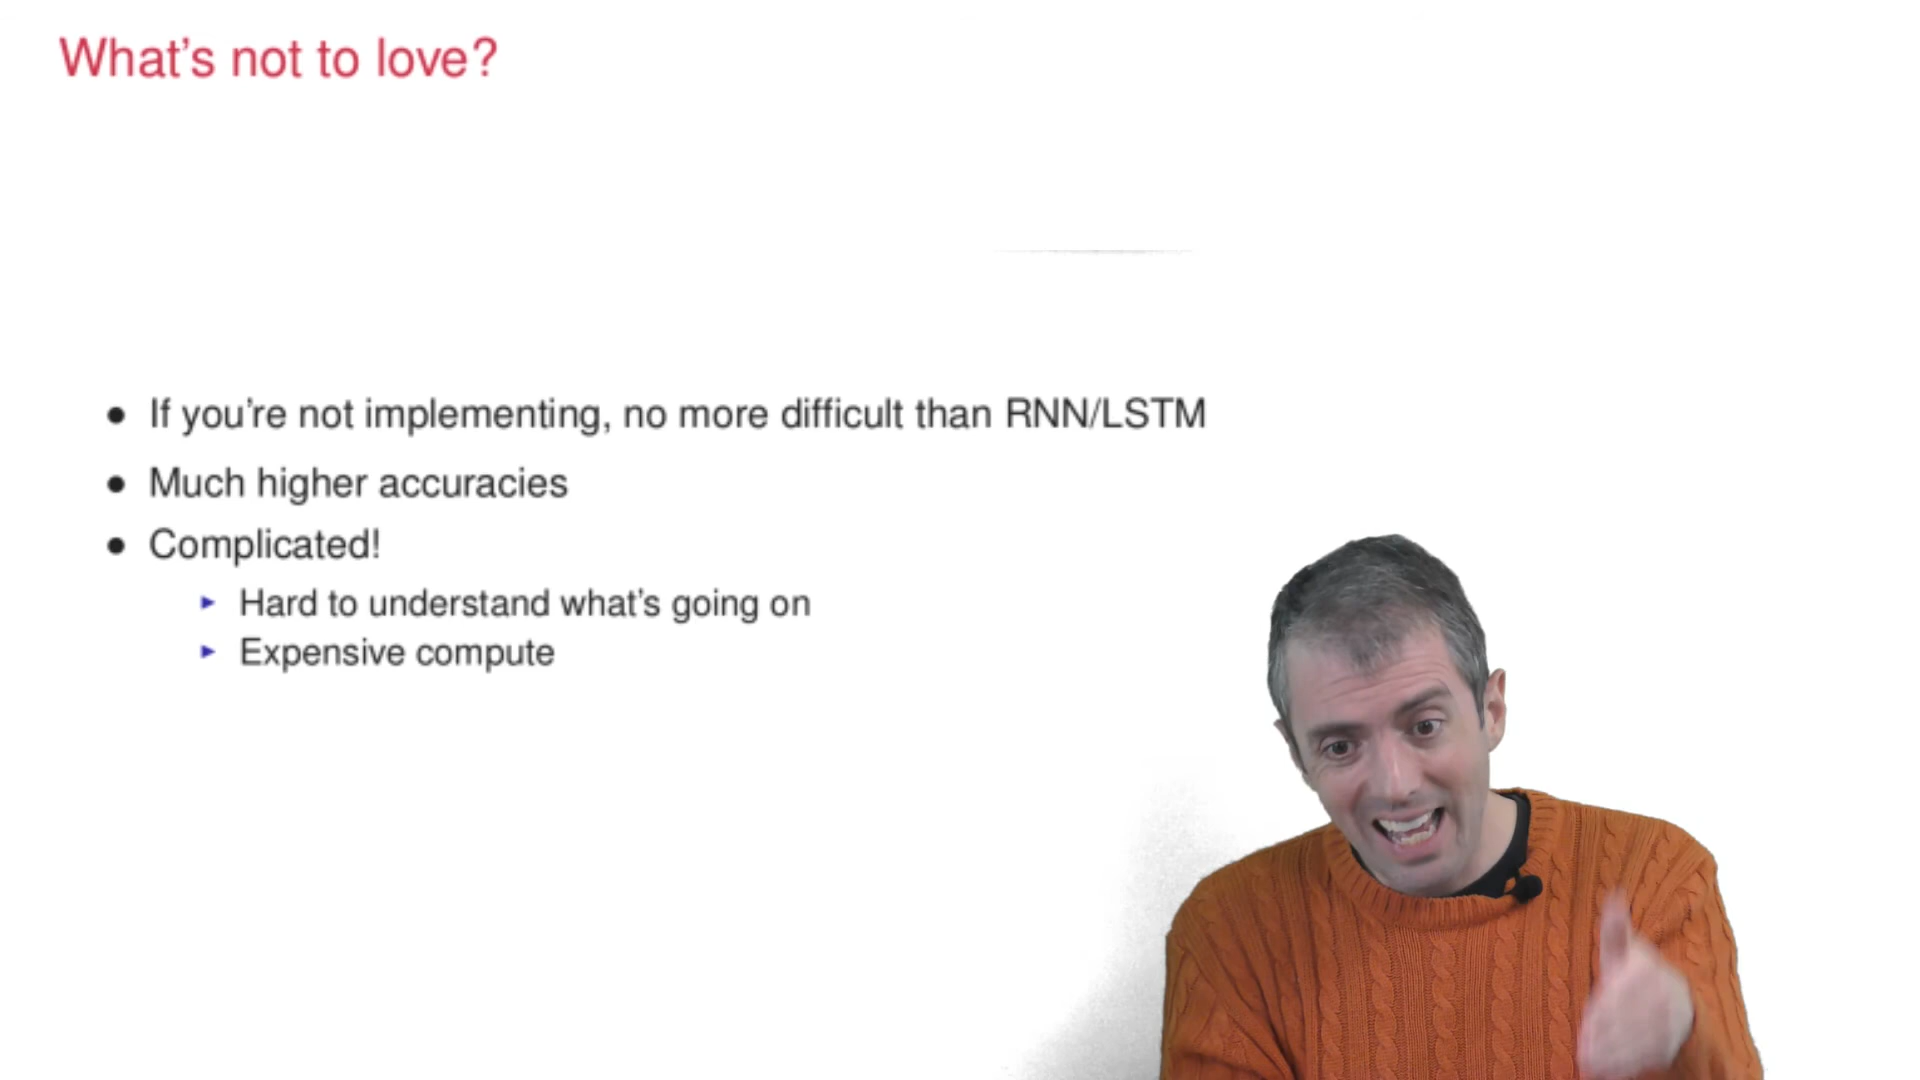 What's not to love?
● If you're not implementing, no more difficult than RNN/LSTM
● Much higher accuracies
● Complicated!
► Hard to understand what's going on
► Expensive compute